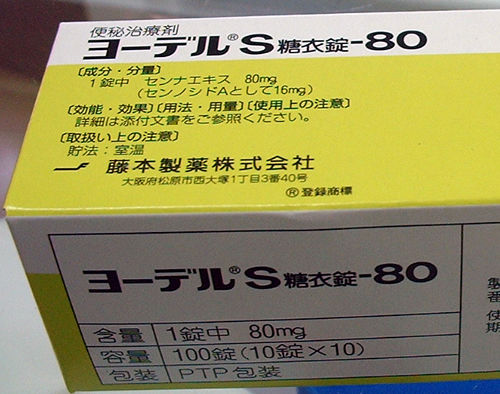 便秘治療剤
ヨーデル®S糖衣錠-80
〔成分・分量〕
1錠中 センナエキス 80mg
(センノシドAとして16mg)
〔効能・効果〕〔用法・用量〕〔使用上の注意〕
詳細は添付文書をご参照ください。
〔取扱い上の注意〕
貯法：室温
藤本製薬株式会社
大阪府松原市西大塚1丁目3番40号
®登録商標
ヨーデル®S糖衣錠-80
含量 1錠中 80mg
容量 100錠(10錠×10)
包装 PTP包装
製
番
使
期